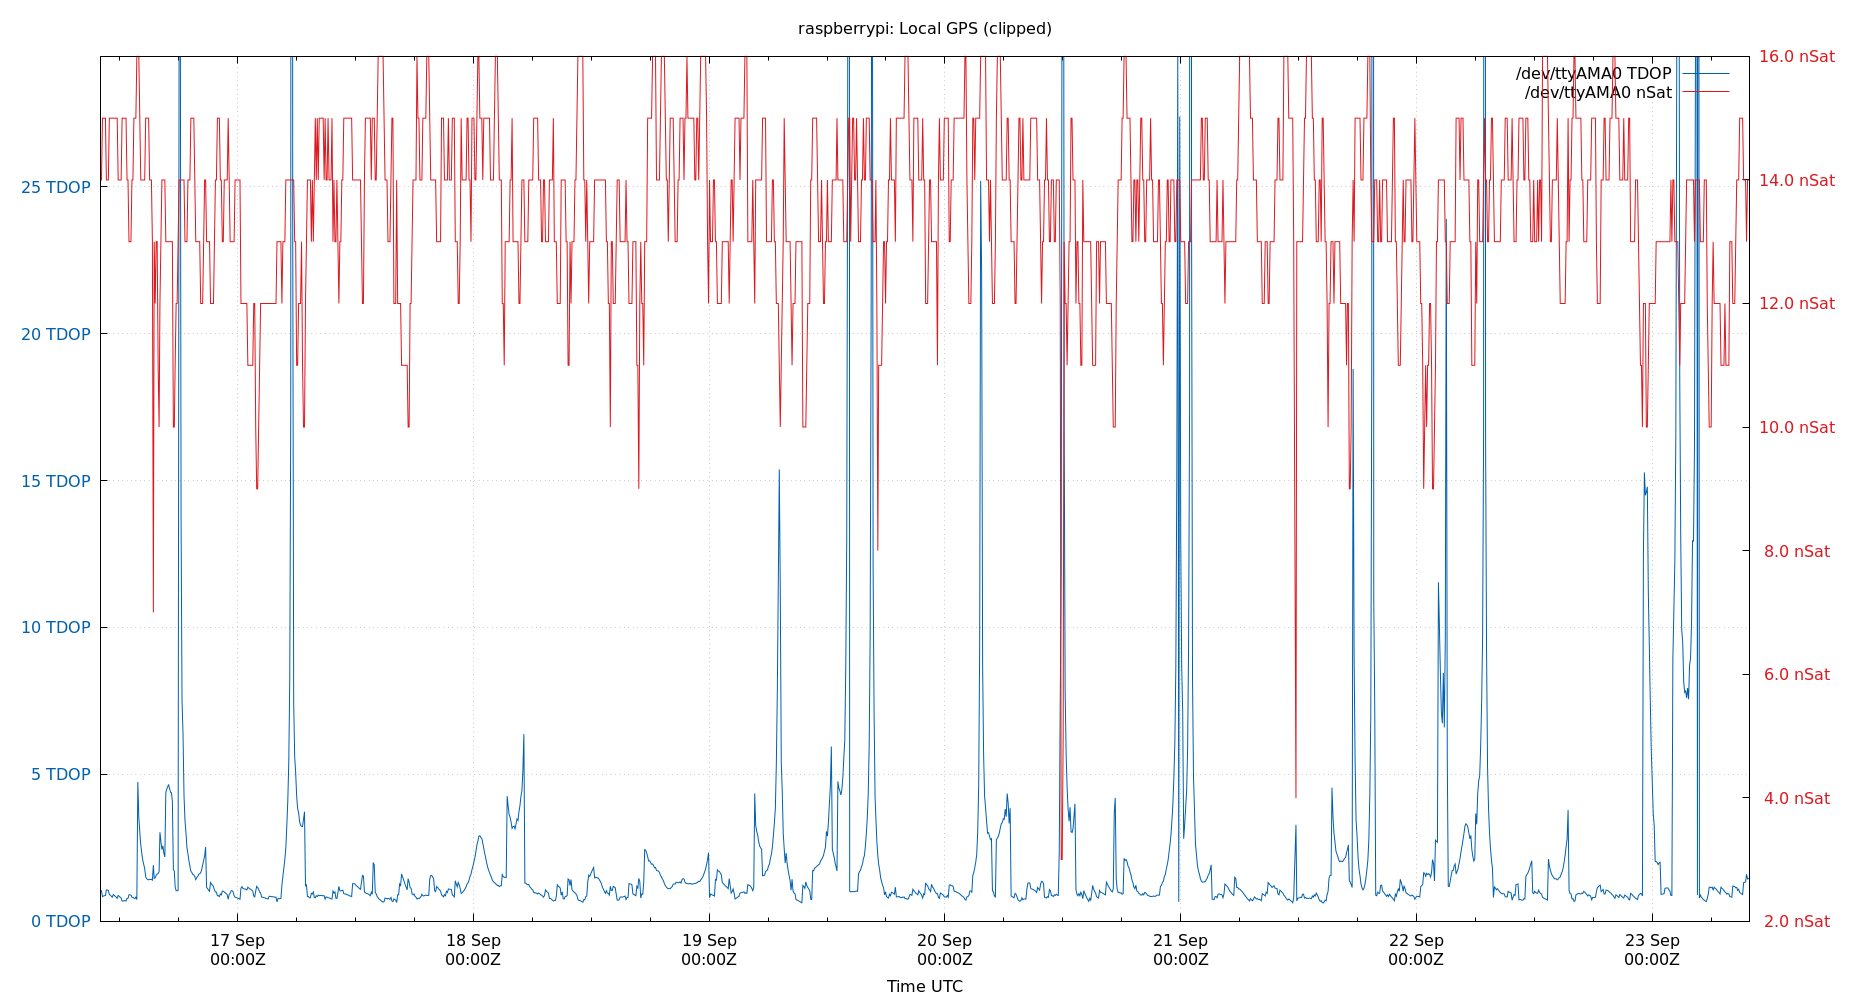 raspberrypi: Local GPS (clipped)
16.0 nSat
/dev/ttyAMA0 TDOP
/dev/ttyAMA0 nSat
25 TDOP
14.0 nSat
12.0 nSat
20 TDOP
10.0 nSat
15 TDOP
8.0 nSat
10 TDOP
6.0 nSat
5 TDOP
4.0 nSat
0 TDOP
2.0 nSat
17 Sep 18 Sep 19 Sep 20 Sep 21 Sep 22 Sep 23 Sep
00:00Z 00:00Z 00:00Z 00:00Z 00:00Z 00:00Z 00:00Z
Time UTC